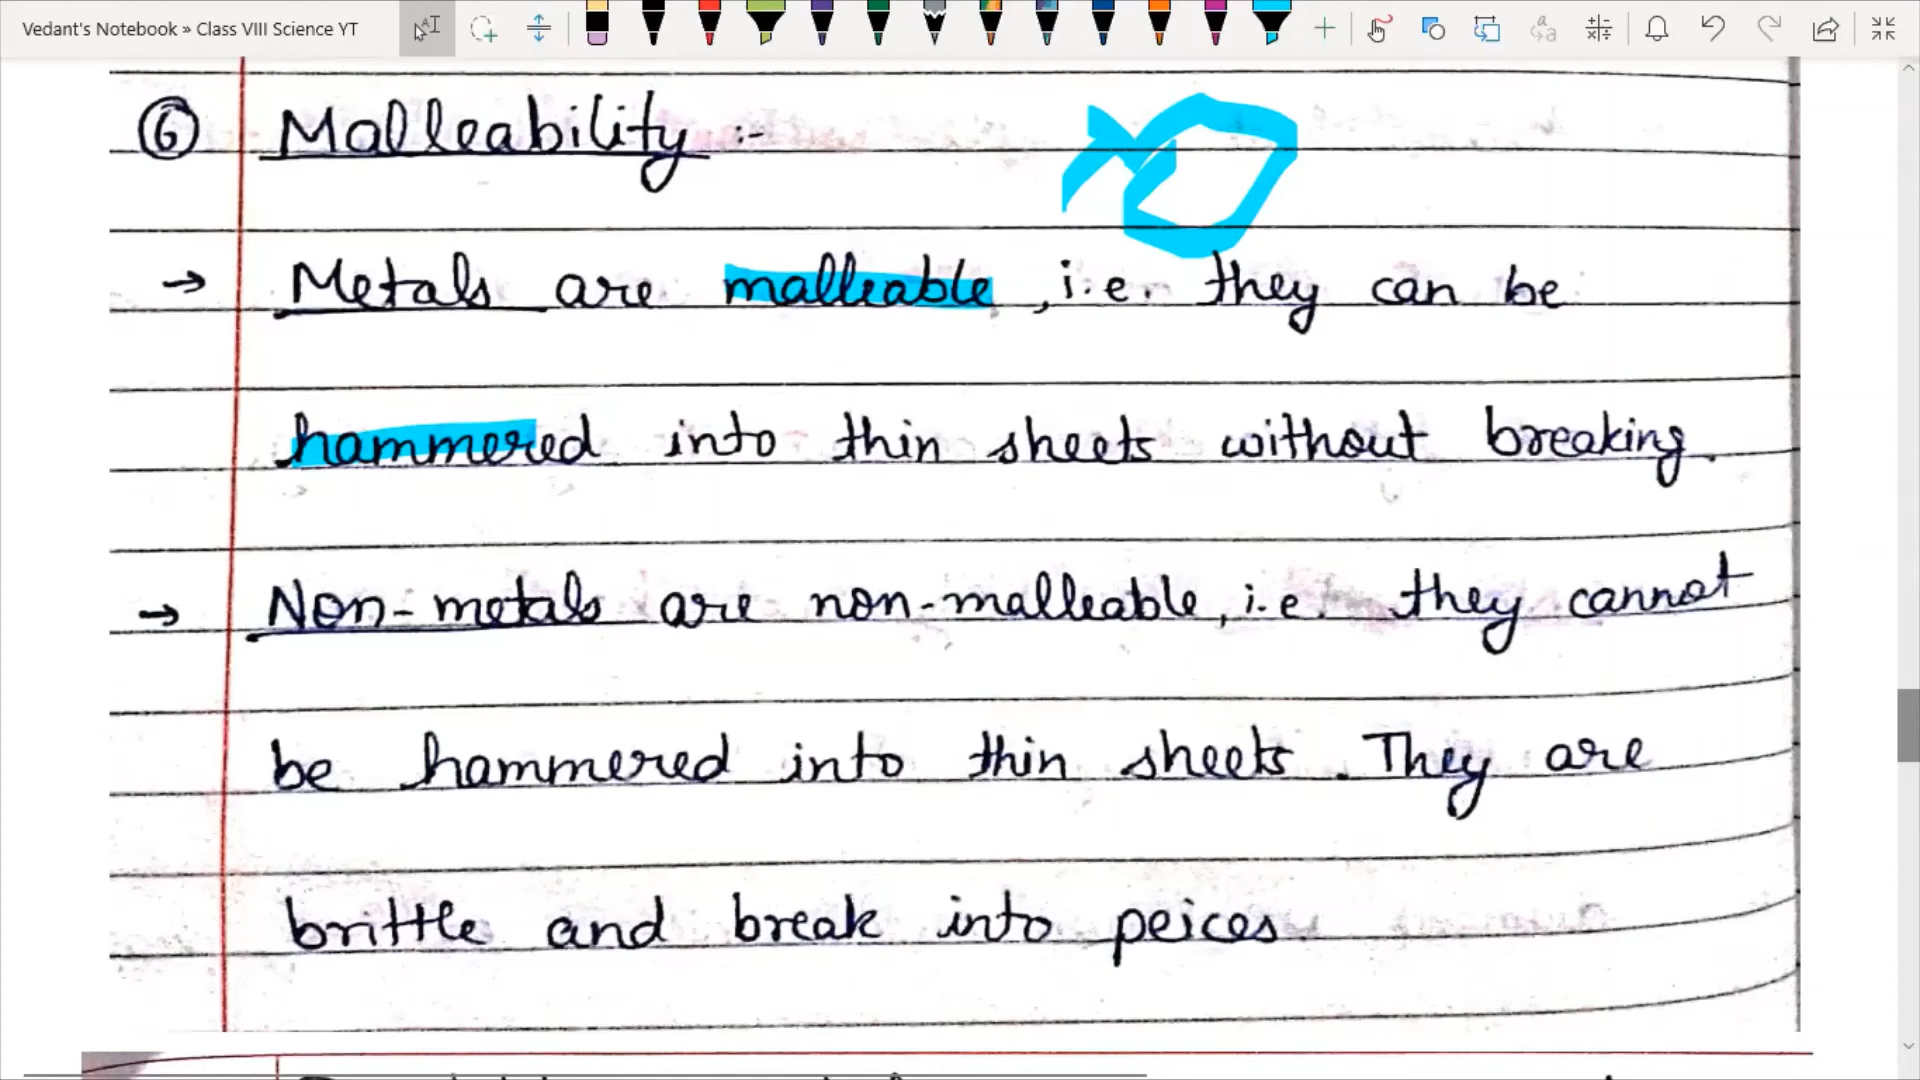 Vedant's Notebook » Class VIII Science YT
⑥ Malleability :-
→ Metals are malleable, i.e. they can be
hammered into thin sheets without breaking.
→ Non-metals are non-malleable, i.e. they cannot
be hammered into thin sheets. They are
brittle and break into peices